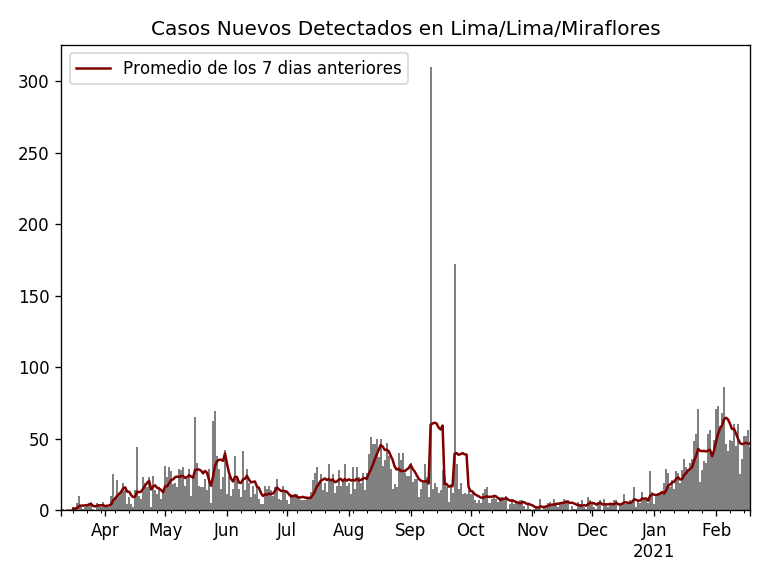 Casos Nuevos Detectados en Lima/Lima/Miraflores
Promedio de los 7 dias anteriores
300
250
200
150
100
50
0
Apr May Jun Jul Aug Sep Oct Nov Dec Jan Feb
2021